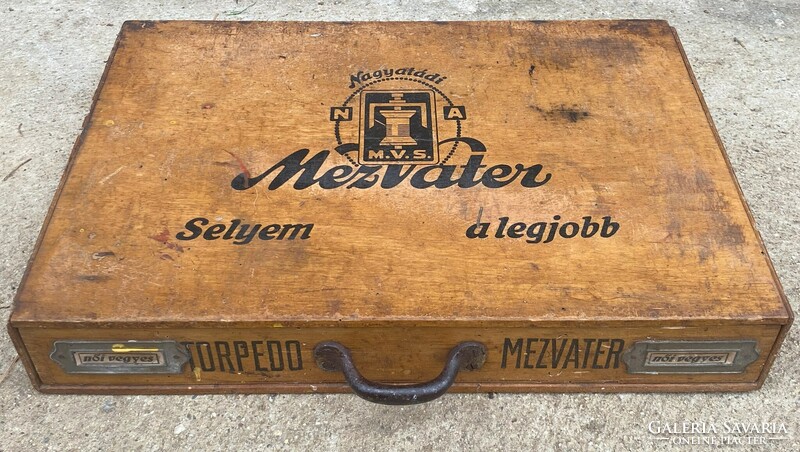 Nagyatádi
N A
M.V.S.
Mezvater
Selyem a legjobb
női vegyes TORPEDO MEZVATER női vegyes
GALERIA SAVARIA
ONLINE PIACTÉR